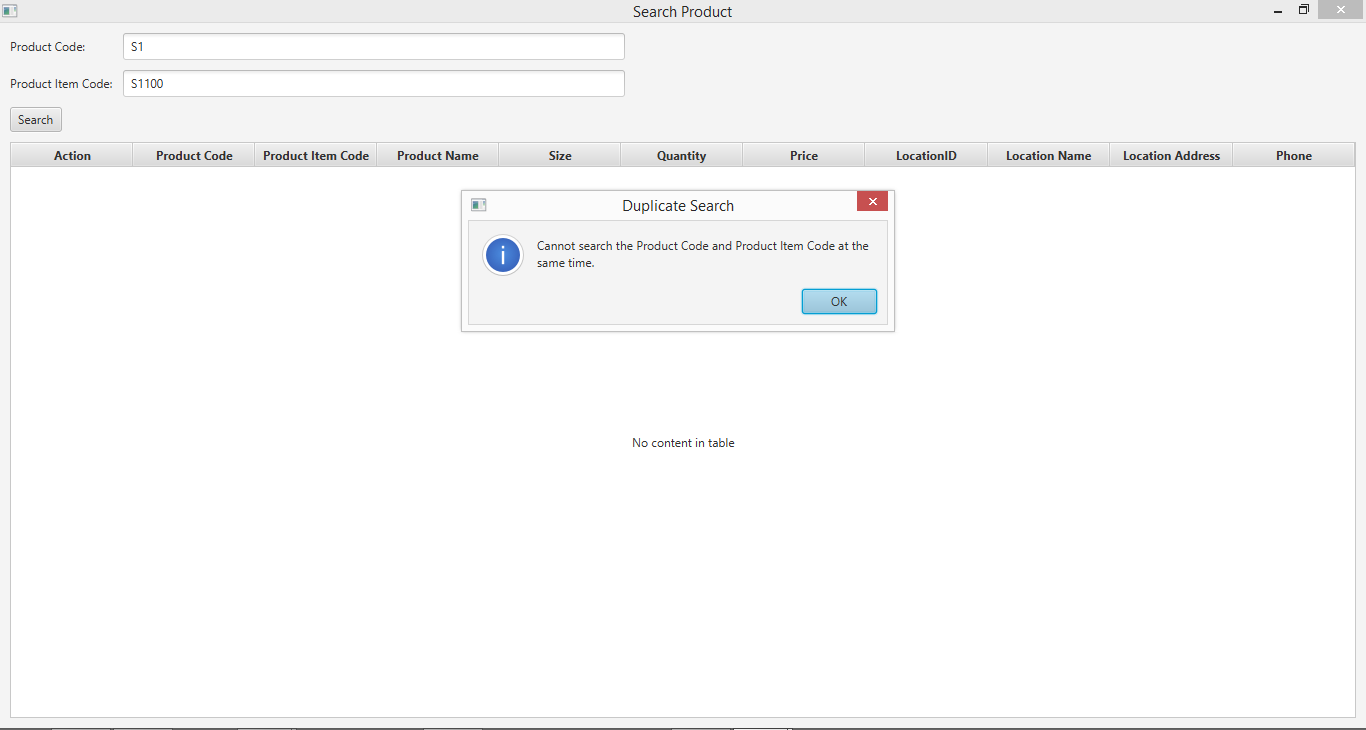 Search Product
Product Code:
S1
Product Item Code:
S1100
Search
Action Product Code Product Item Code Product Name Size Quantity Price LocationID Location Name Location Address Phone
Duplicate Search
i
Cannot search the Product Code and Product Item Code at the
same time.
OK
No content in table